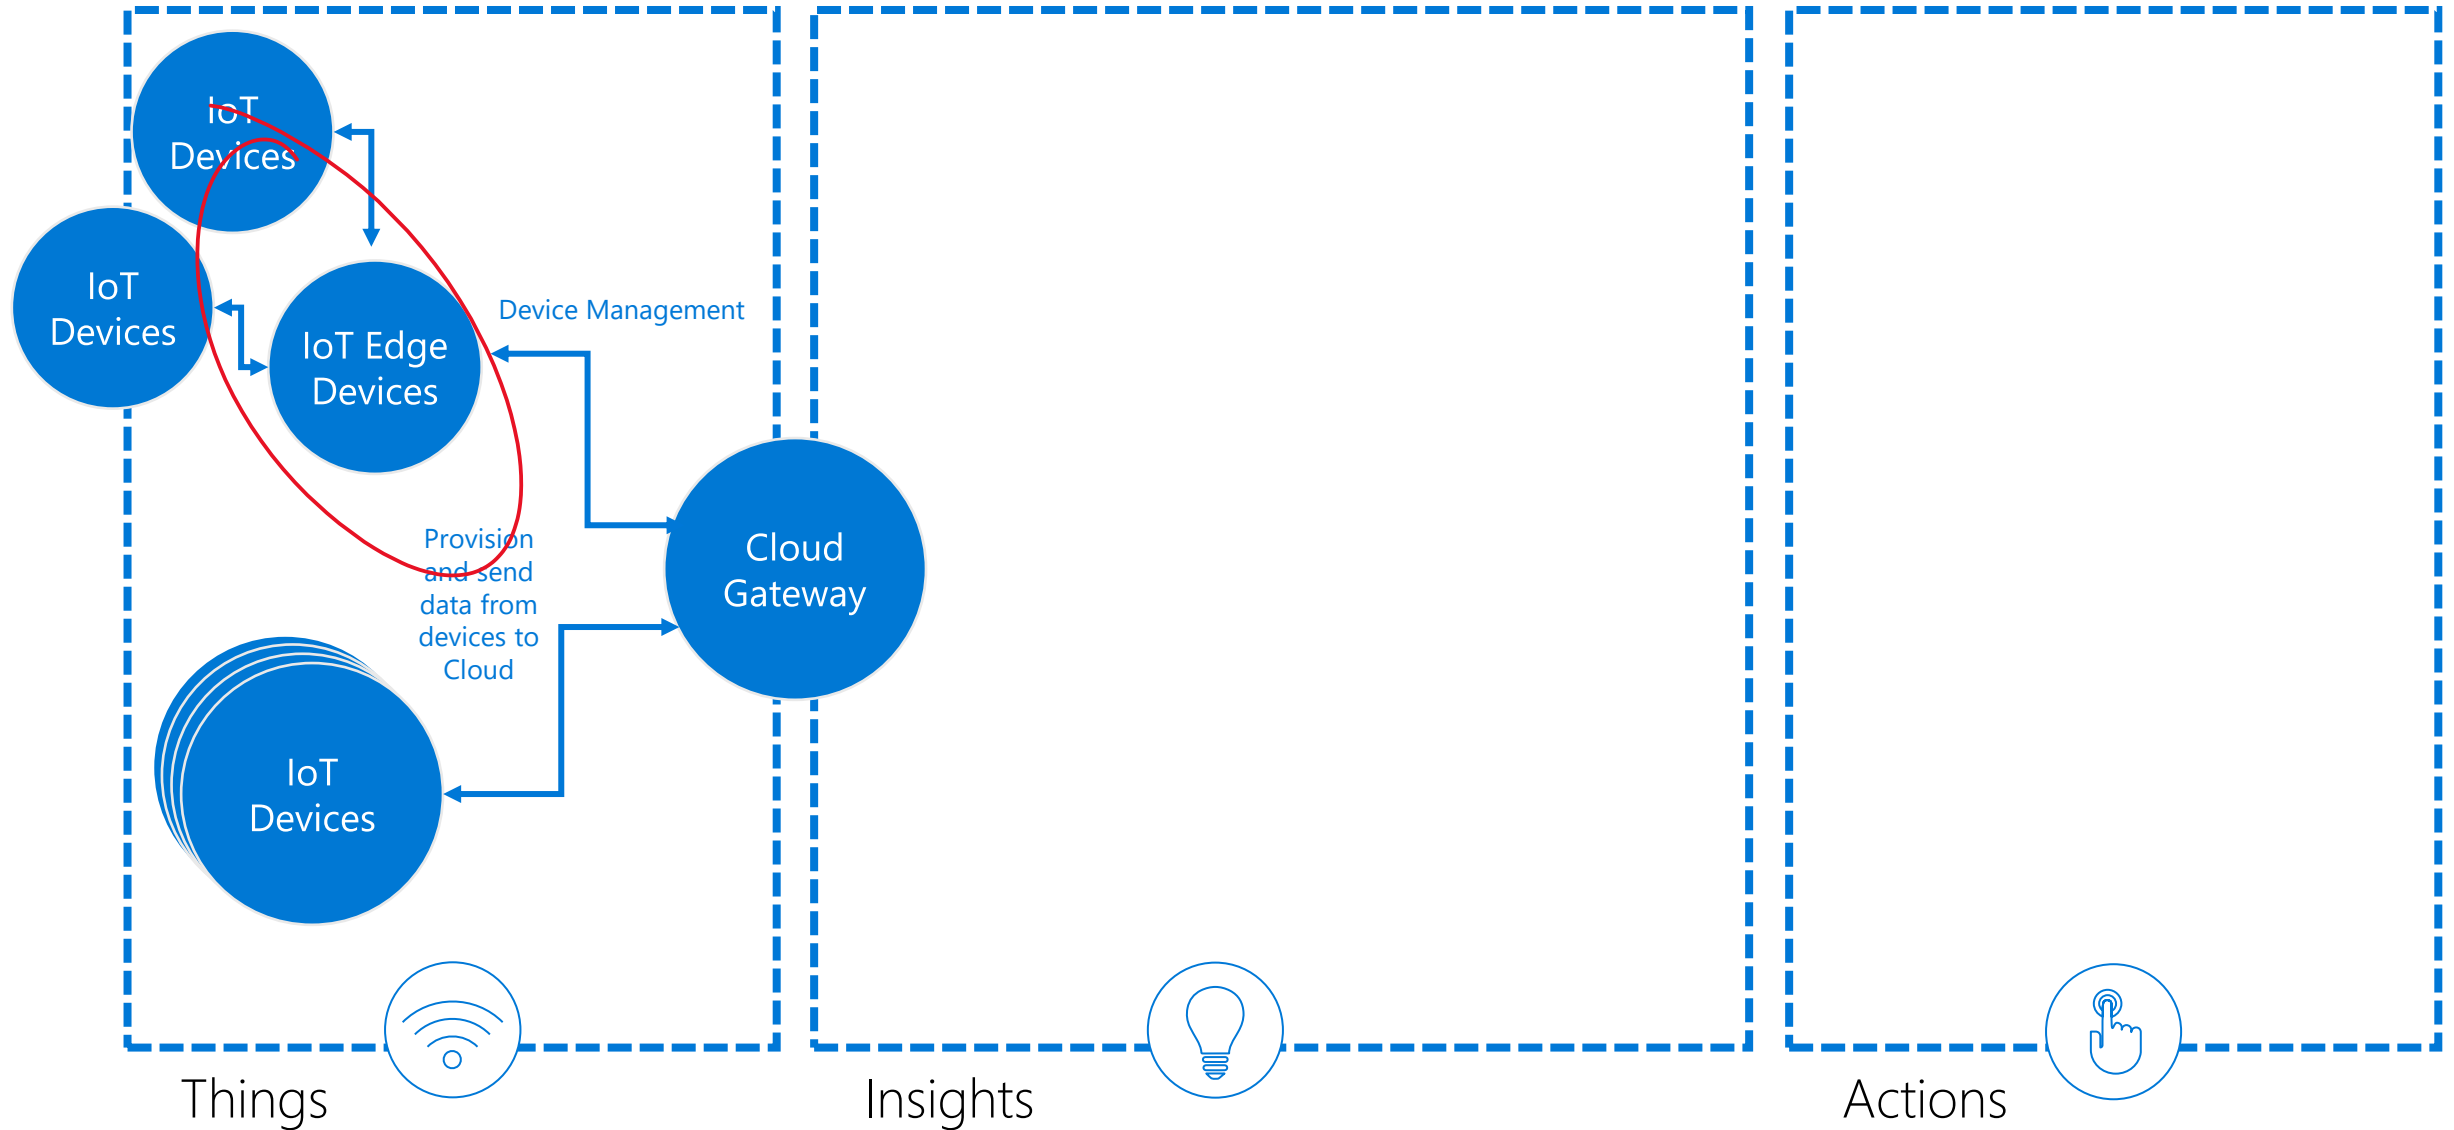 IoT
Devices
IoT
Devices
IoT Edge
Devices
Device Management
Provision
and send
data from
devices to
Cloud
Cloud
Gateway
IoT
Devices
Things
Insights
Actions